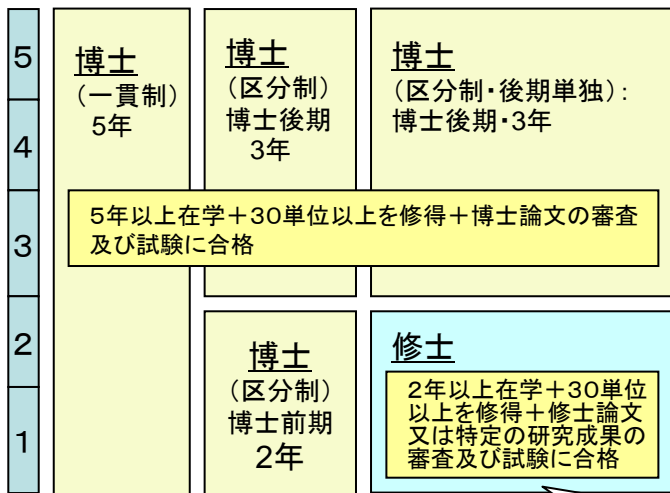 5
4
3
2
1
博士
（一貫制）
5年
博士
（区分制）
博士後期
3年
博士
（区分制・後期単独）：
博士後期・3年
5年以上在学＋30単位以上を修得＋博士論文の審査
及び試験に合格
博士
（区分制）
博士前期
2年
修士
2年以上在学＋30単位
以上を修得＋修士論文
又は特定の研究成果の
審査及び試験に合格